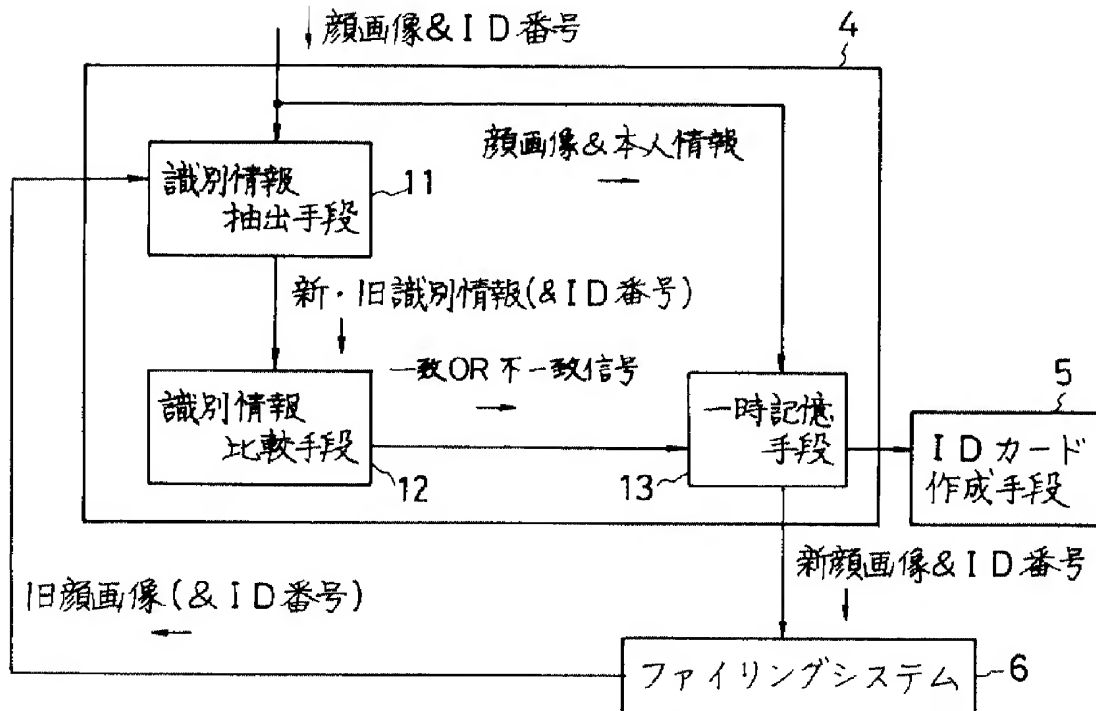 顔画像&ID番号
4
顔画像&本人情報
識別情報
抽出手段
11
新・旧識別情報(&ID番号)
一致OR不一致信号
識別情報
比較手段
12
一時記憶
手段
13
5
IDカード
作成手段
新顔画像&ID番号
旧顔画像(&ID番号)
ファイリングシステム
6